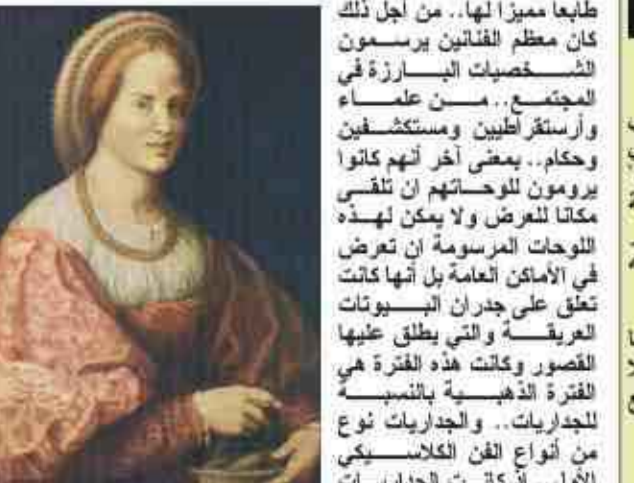 طابعا مميزا لها.. من اجل ذلك
كان معظم الفنانين يرسمون
الشخصيات البارزة في
المجتمع.. من علماء
وأرستقراطيين ومستكشفين
وحكام.. بمعنى آخر أنهم كانوا
يرومون للوحاتهم ان تلقى
مكانا للعرض ولا يمكن لهذه
اللوحات المرسومة ان تعرض
في الأماكن العامة بل أنها كانت
تعلق على جدران البيوتات
العريقة والتي يطلق عليها
القصور وكانت هذه الفترة هي
الفترة الذهبية بالنسبة
للجداريات.. والجداريات نوع
من أنواع الفن الكلاسيكي